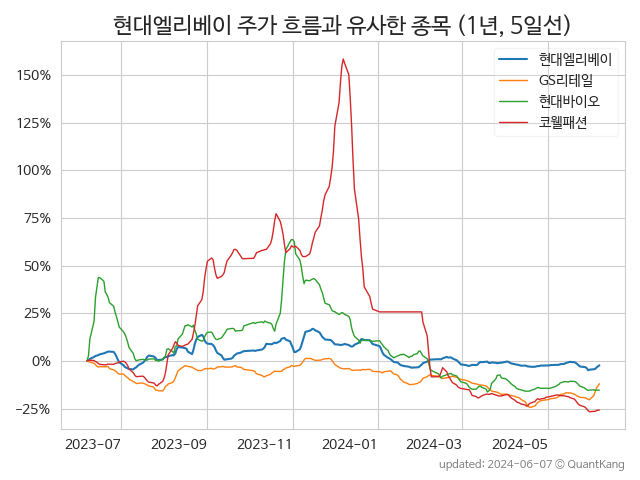 현대엘리베이 주가 흐름과 유사한 종목 (1년, 5일선)
현대엘리베이
GS리테일
현대바이오
코웰패션
150%
125%
100%
75%
50%
25%
0%
−25%
2023-07
2023-09
2023-11
2024-01
2024-03
2024-05
updated: 2024-06-07 © QuantKang